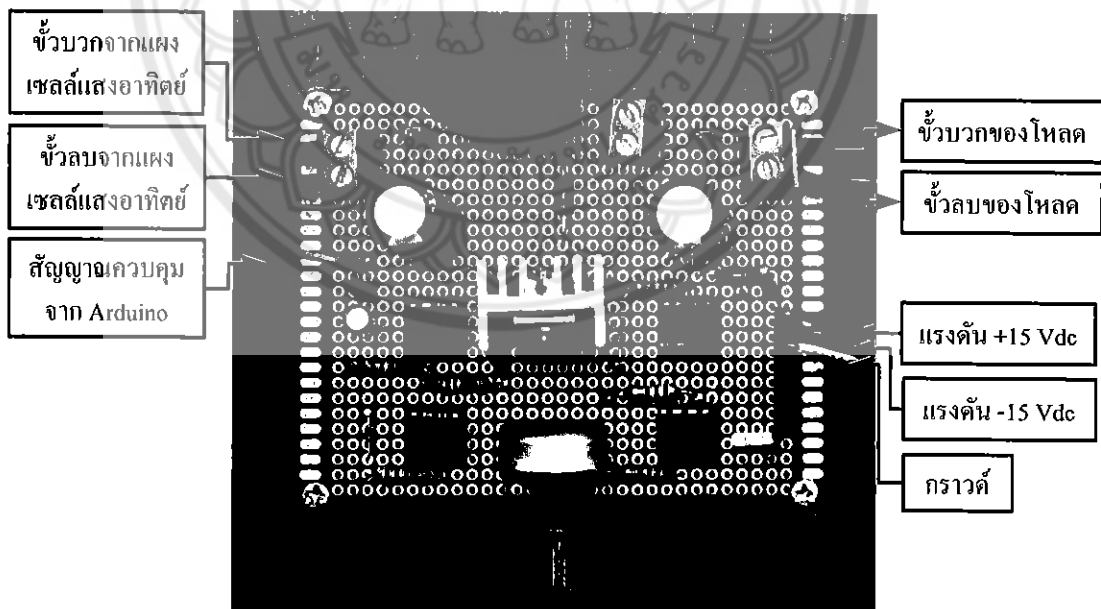 ขั้วบวกจากแผง
เซลล์แสงอาทิตย์
ขั้วลบจากแผง
เซลล์แสงอาทิตย์
สัญญาณควบคุม
จาก Arduino
ขั้วบวกของโหลด
ขั้วลบของโหลด
แรงดัน +15 Vdc
แรงดัน -15 Vdc
กราวด์